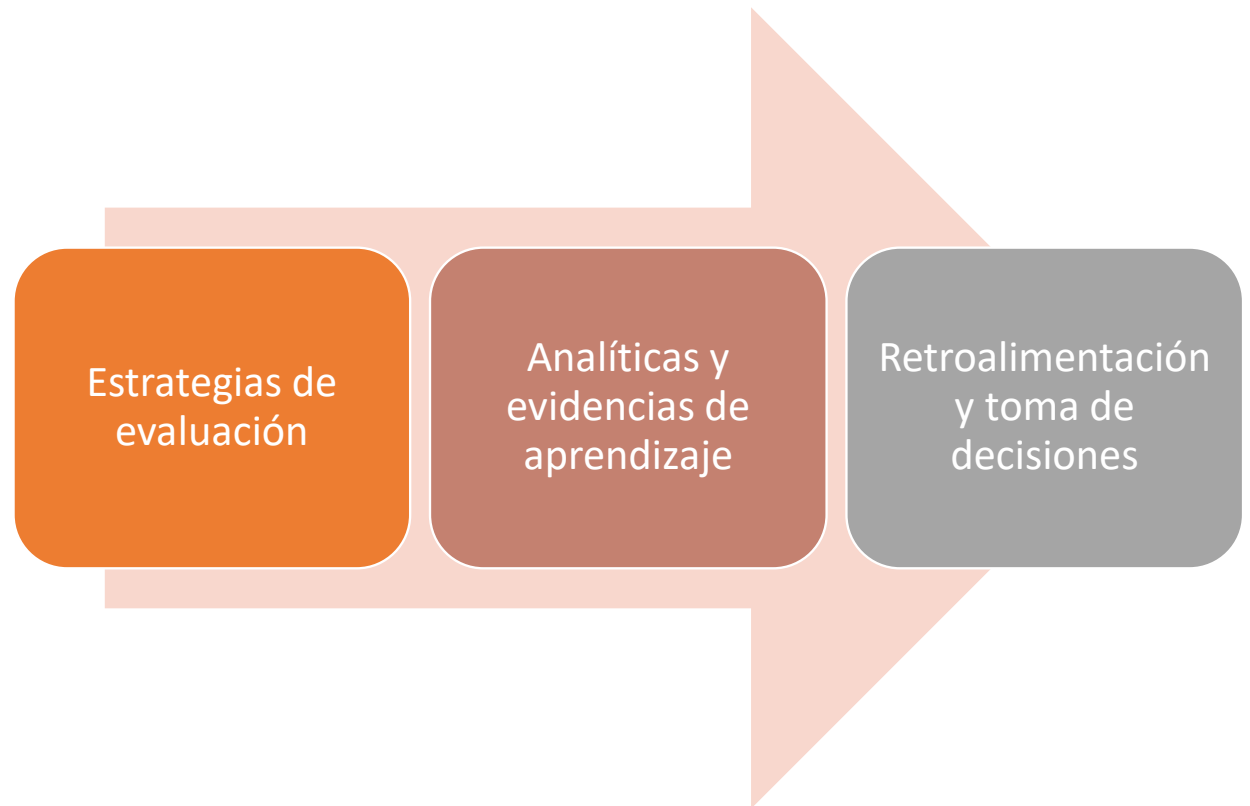 Estrategias de
evaluación
Analíticas y
evidencias de
aprendizaje
Retroalimentación
y toma de
decisiones